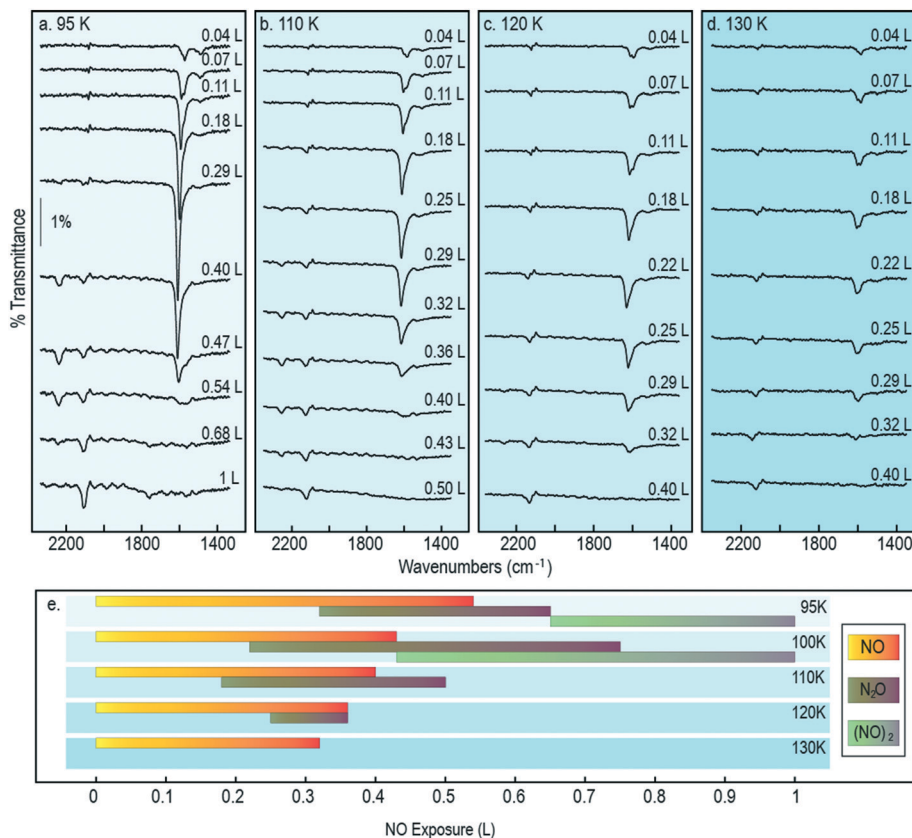 a. 95 K
0.04 L
0.07 L
0.11 L
0.18 L
0.29 L
1%
0.40 L
0.47 L
0.54 L
0.68 L
1 L
b. 110 K
0.04 L
0.07 L
0.11 L
0.18 L
0.25 L
0.29 L
0.32 L
0.36 L
0.40 L
0.43 L
0.50 L
c. 120 K
0.04 L
0.07 L
0.11 L
0.18 L
0.22 L
0.25 L
0.29 L
0.32 L
0.40 L
d. 130 K
0.04 L
0.07 L
0.11 L
0.18 L
0.22 L
0.25 L
0.29 L
0.32 L
0.40 L
% Transmittance
2200 1800 1400 2200 1800 1400 2200 1800 1400 2200 1800 1400
Wavenumbers (cm⁻¹)
e.
95K
100K
110K
120K
130K
NO
N₂O
(NO)₂
0 0.1 0.2 0.3 0.4 0.5 0.6 0.7 0.8 0.9 1
NO Exposure (L)